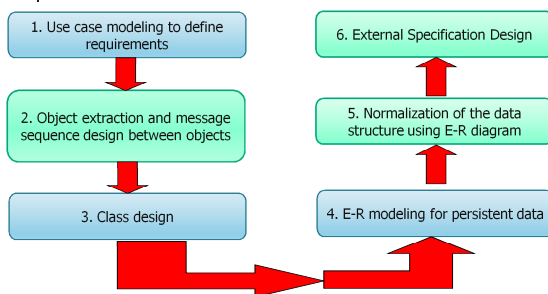 1. Use case modeling to define
requirements
2. Object extraction and message
sequence design between objects
3. Class design
4. E-R modeling for persistent data
5. Normalization of the data
structure using E-R diagram
6. External Specification Design